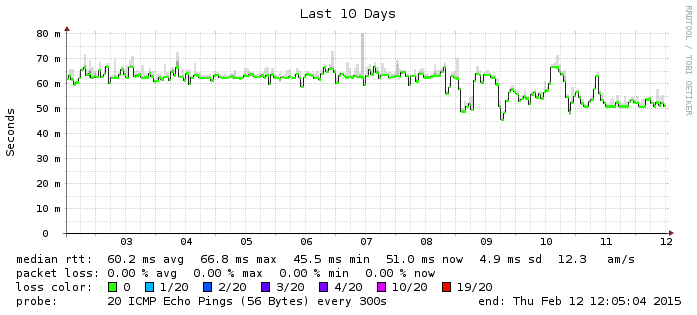 Last 10 Days
RRDTOOL / TOBI OETIKER
Seconds
80 m
70 m
60 m
50 m
40 m
30 m
20 m
10 m
0
03 04 05 06 07 08 09 10 11 12
median rtt: 60.2 ms avg 66.8 ms max 45.5 ms min 51.0 ms now 4.9 ms sd 12.3 am/s
packet loss: 0.00 % avg 0.00 % max 0.00 % min 0.00 % now
loss color: 0 1/20 2/20 3/20 4/20 10/20 19/20
probe: 20 ICMP Echo Pings (56 Bytes) every 300s end: Thu Feb 12 12:05:04 2015